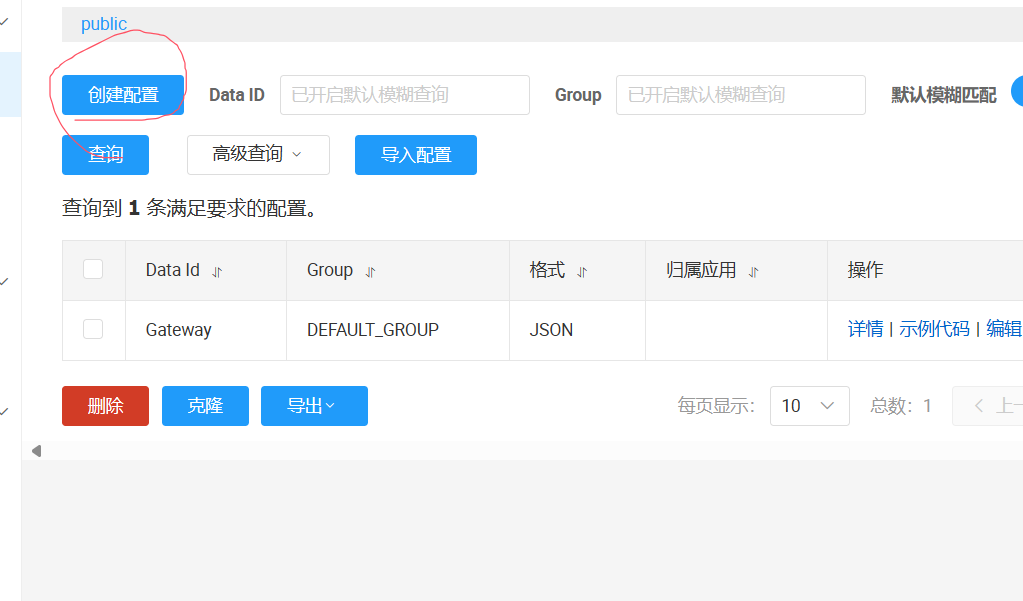 public
创建配置 Data ID 已开启默认模糊查询 Group 已开启默认模糊查询 默认模糊匹配
查询 高级查询 导入配置
查询到 1 条满足要求的配置。
Data Id Group 格式 归属应用 操作
Gateway DEFAULT_GROUP JSON 详情 | 示例代码 | 编辑
删除 克隆 导出 每页显示: 10 总数: 1 上一